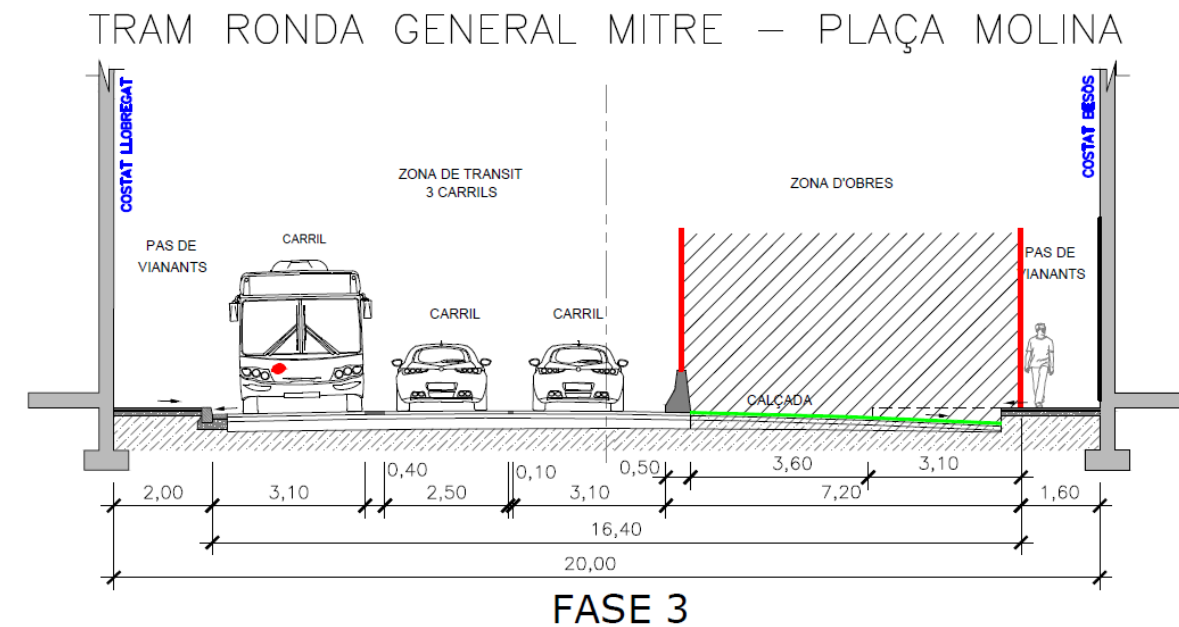 TRAM RONDA GENERAL MITRE – PLAÇA MOLINA
COSTAT LLOBREGAT
COSTAT BESÒS
ZONA DE TRANSIT
3 CARRILS
ZONA D'OBRES
PAS DE
VIANANTS
CARRIL
CARRIL
CARRIL
PAS DE
VIANANTS
CALÇADA
0,40
0,10
0,50
3,60
3,10
2,00
3,10
2,50
3,10
7,20
1,60
16,40
20,00
FASE 3